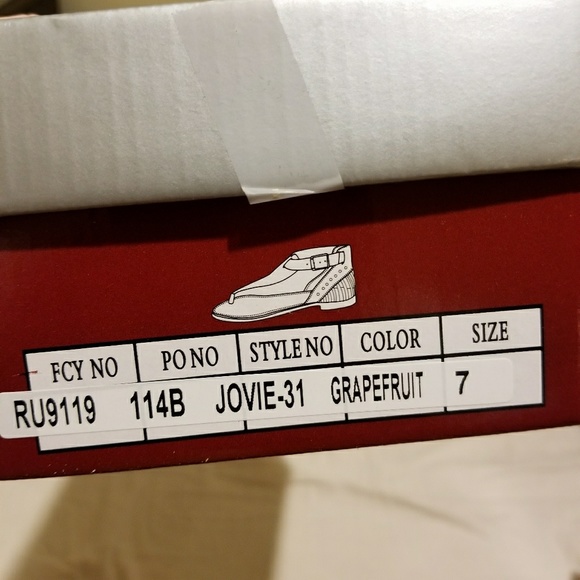 FCY NO PO NO STYLE NO COLOR SIZE
RU9119 114B JOVIE-31 GRAPEFRUIT 7